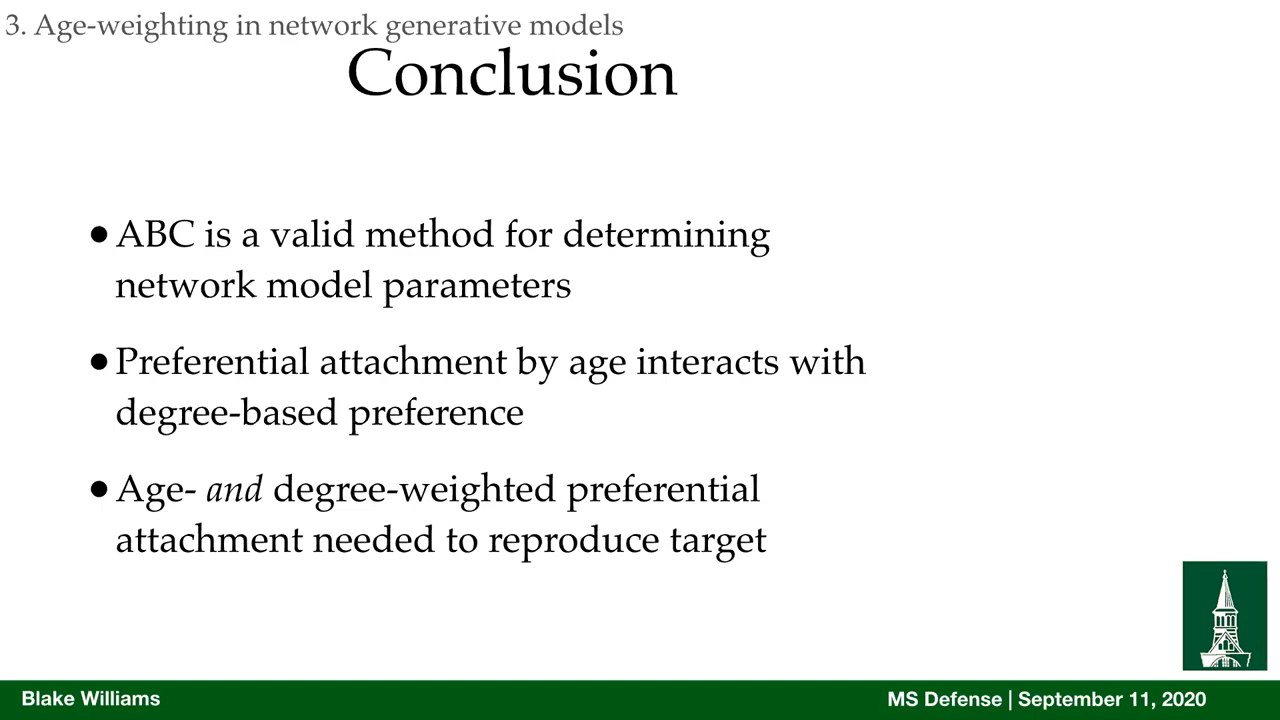 3. Age-weighting in network generative models
Conclusion
●ABC is a valid method for determining
network model parameters
●Preferential attachment by age interacts with
degree-based preference
●Age- and degree-weighted preferential
attachment needed to reproduce target
Blake Williams
MS Defense | September 11, 2020